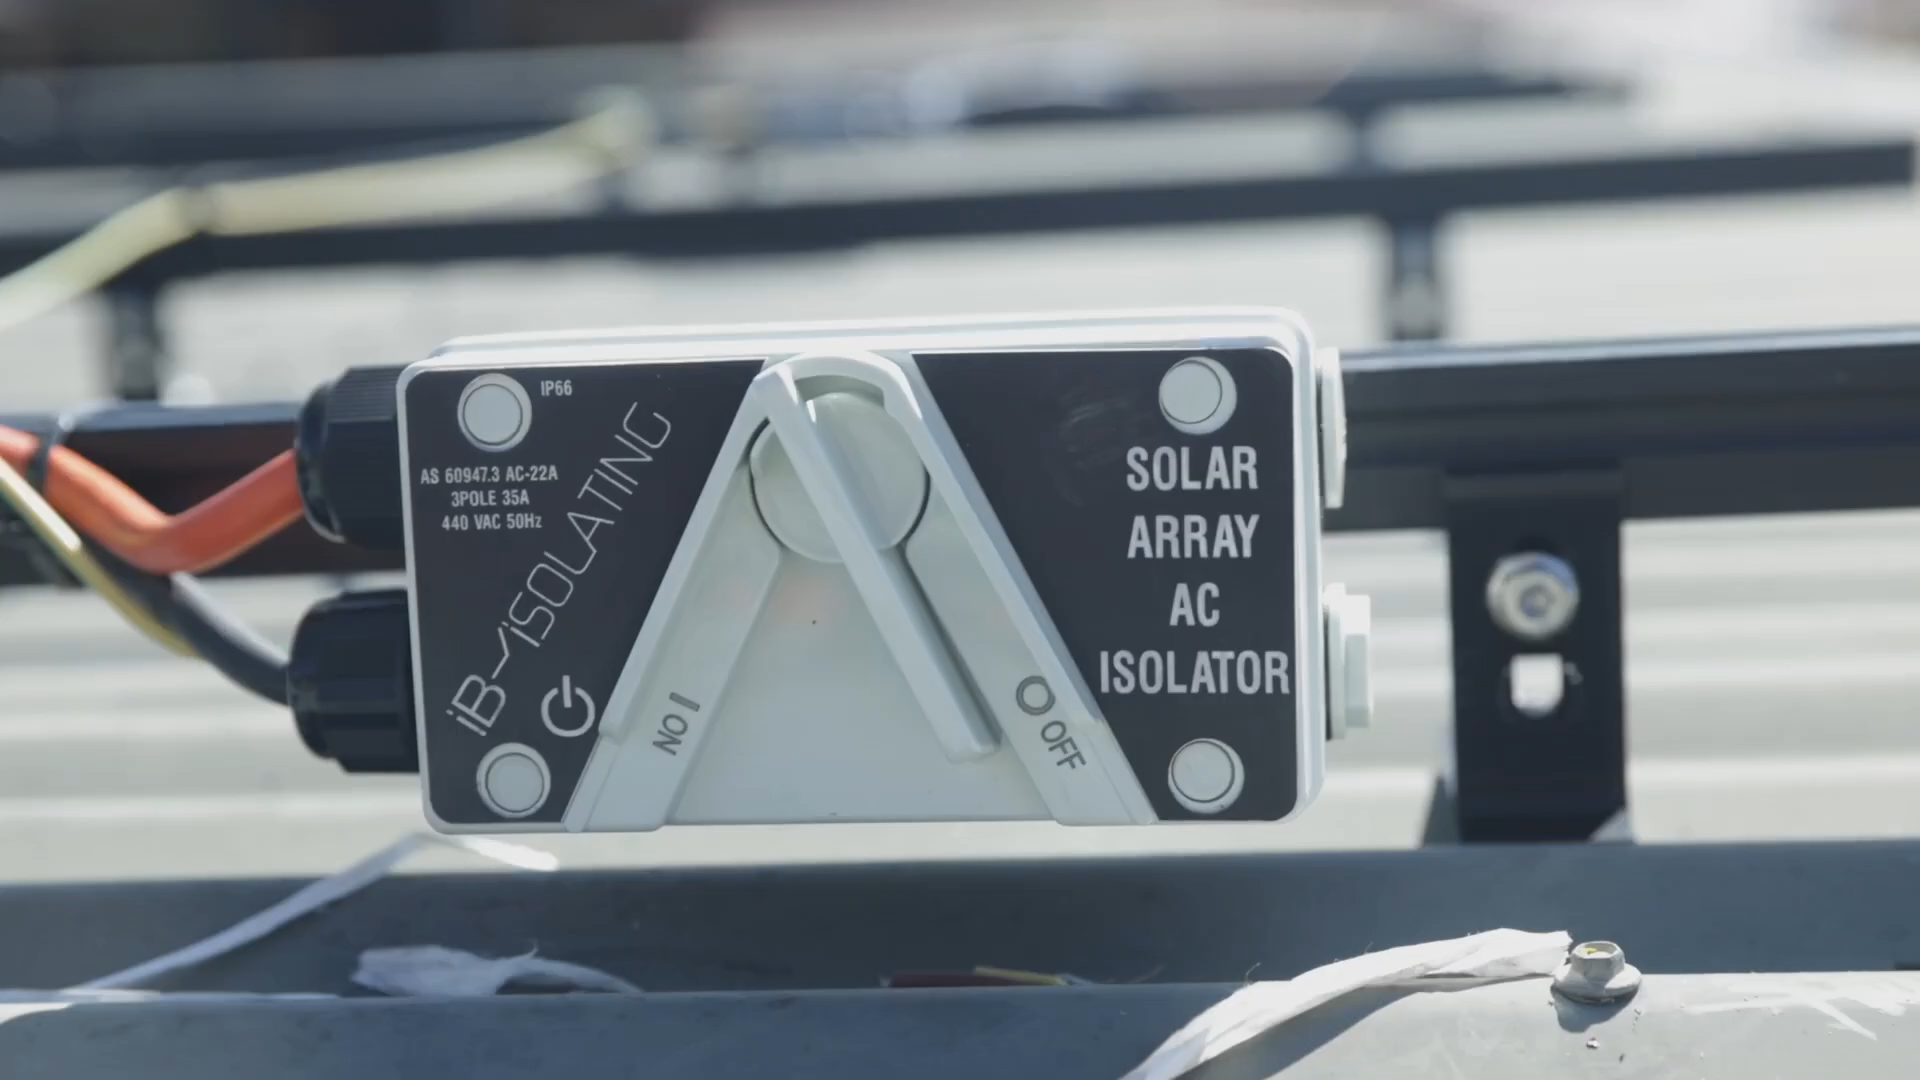 IP66
AS 60947.3 AC-22A
3POLE 35A
440 VAC 50Hz
iB-iSOLATING
ON
OFF
SOLAR
ARRAY
AC
ISOLATOR